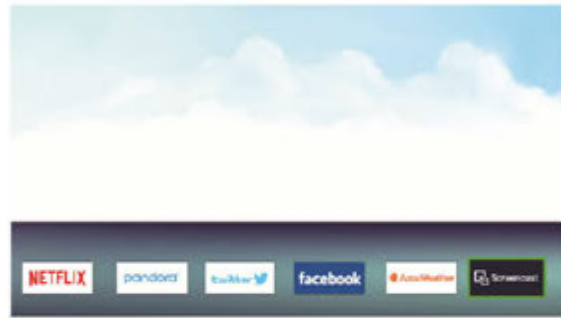 NETFLIX
pandora
twitter
facebook
AccuWeather
Screencast